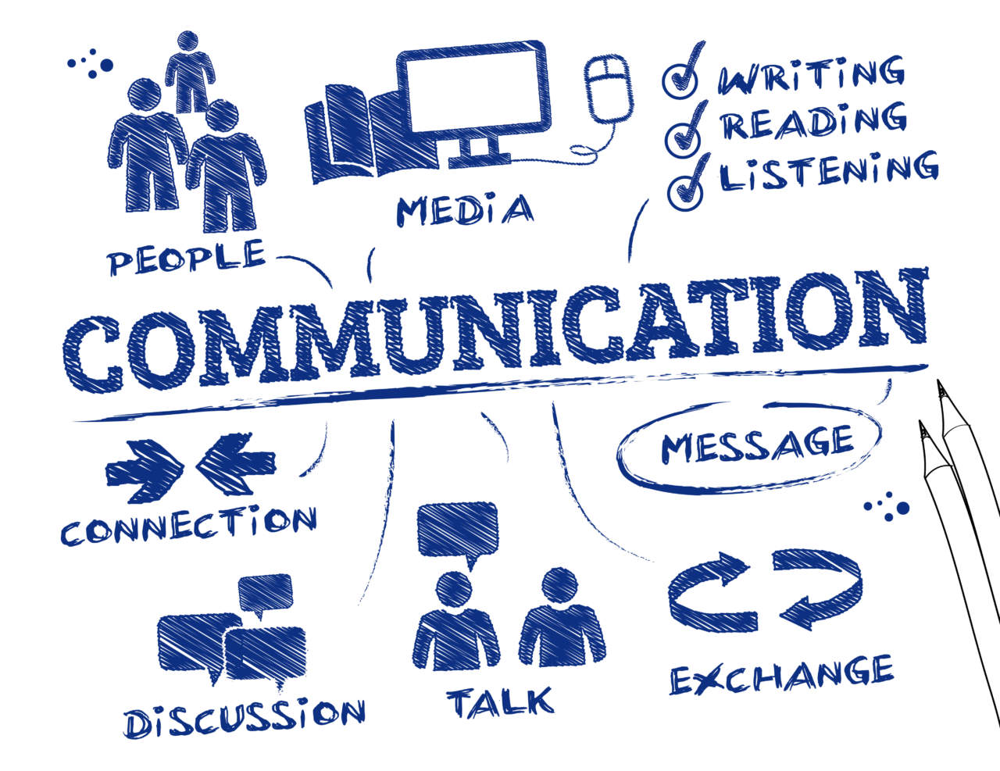 WRiTiNG
READiNG
LiSTENiNG
MEDiA
PEOPLE
COMMUNICATION
MESSAGE
CONNECTiON
TALK
EXCHANGE
DiSCUSSiON